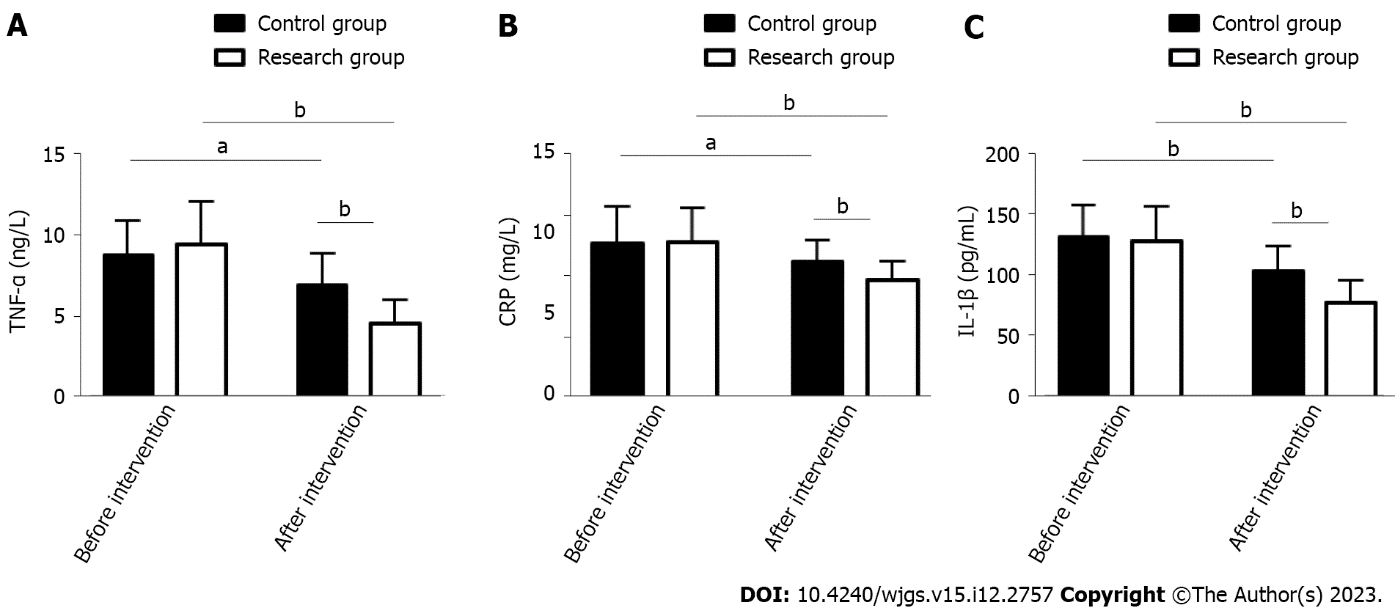 A
Control group
Research group
b
a
b
TNF-α (ng/L)
15
10
5
0
Before intervention
After intervention
B
Control group
Research group
b
a
b
CRP (mg/L)
15
10
5
0
Before intervention
After intervention
C
Control group
Research group
b
b
b
IL-1β (pg/mL)
200
150
100
50
0
Before intervention
After intervention
DOI: 10.4240/wjgs.v15.i12.2757 Copyright ©The Author(s) 2023.